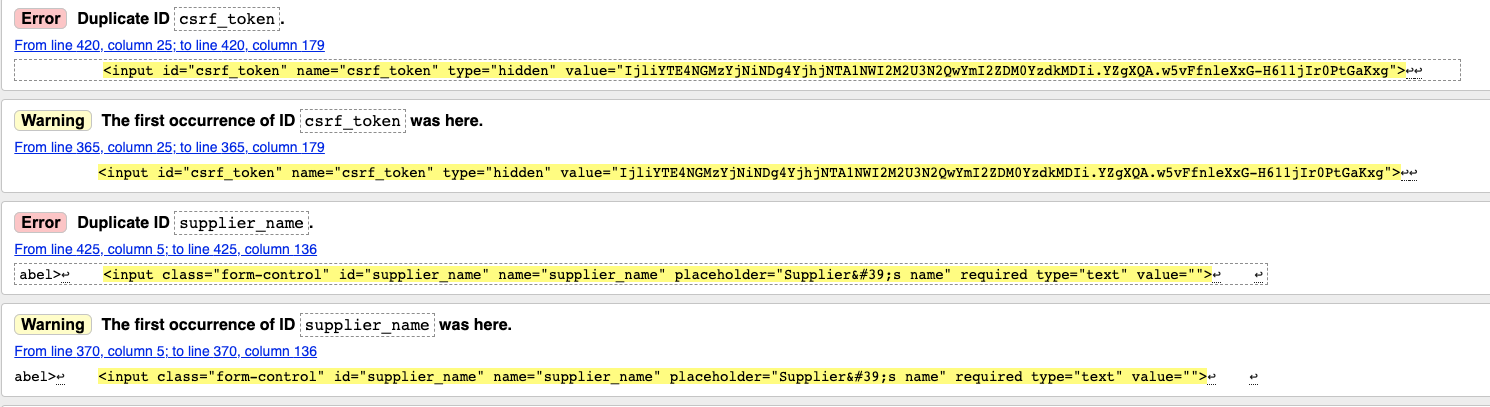 Error Duplicate ID csrf_token.
From line 420, column 25; to line 420, column 179
<input id="csrf_token" name="csrf_token" type="hidden" value="IjliYTE4NGMzYjNiNDg4YjhjNTA1NWI2M2U3N2QwYmI2ZDM0YzdkMDIi.YZgXQA.w5vFfnleXxG-H611jIr0PtGaKxg">↩↩
Warning The first occurrence of ID csrf_token was here.
From line 365, column 25; to line 365, column 179
<input id="csrf_token" name="csrf_token" type="hidden" value="IjliYTE4NGMzYjNiNDg4YjhjNTA1NWI2M2U3N2QwYmI2ZDM0YzdkMDIi.YZgXQA.w5vFfnleXxG-H611jIr0PtGaKxg">↩↩
Error Duplicate ID supplier_name.
From line 425, column 5; to line 425, column 136
abel>↩ <input class="form-control" id="supplier_name" name="supplier_name" placeholder="Supplier&#39;s name" required type="text" value="">↩ ↩
Warning The first occurrence of ID supplier_name was here.
From line 370, column 5; to line 370, column 136
abel>↩ <input class="form-control" id="supplier_name" name="supplier_name" placeholder="Supplier&#39;s name" required type="text" value="">↩ ↩